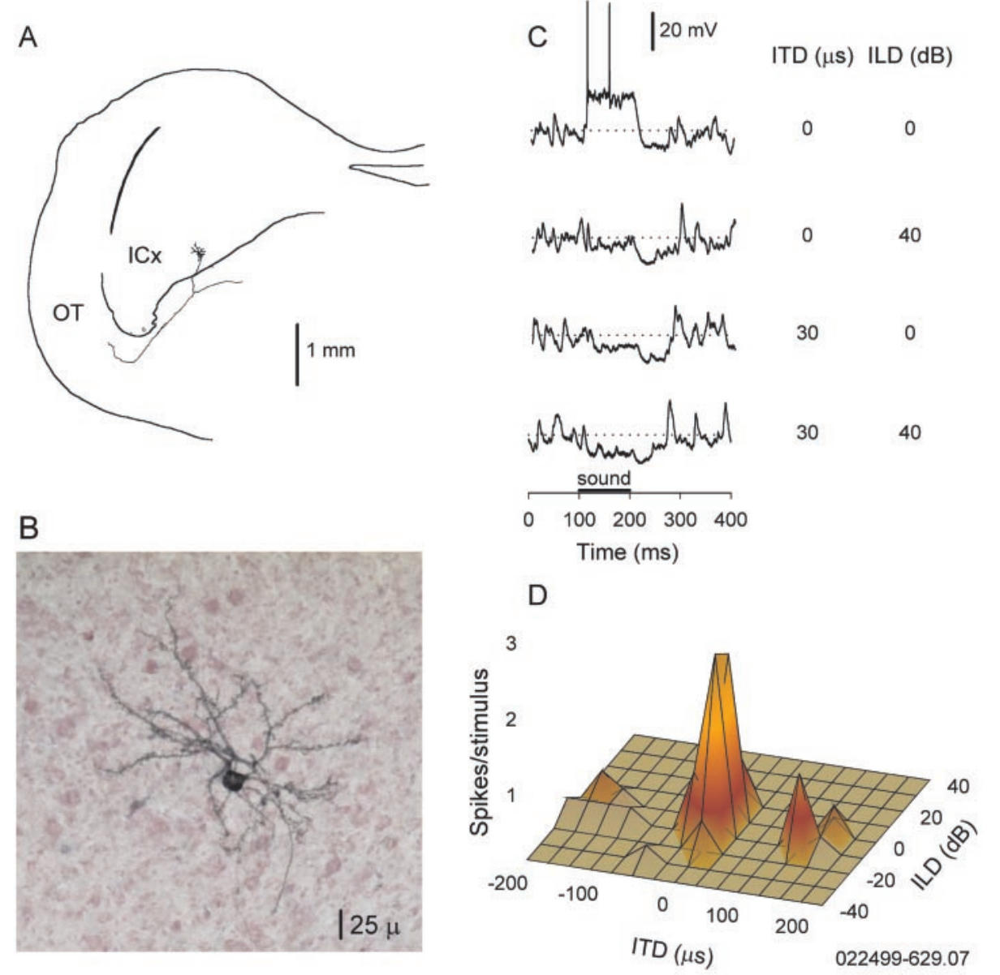 A
ICx
OT
1 mm
B
25 μ
C
20 mV
ITD (μs) ILD (dB)
0 0
0 40
30 0
30 40
sound
0 100 200 300 400
Time (ms)
D
3
2
1
Spikes/stimulus
-200 -100 0 100 200
ITD (μs)
40
20
0
-20
-40
ILD (dB)
022499-629.07